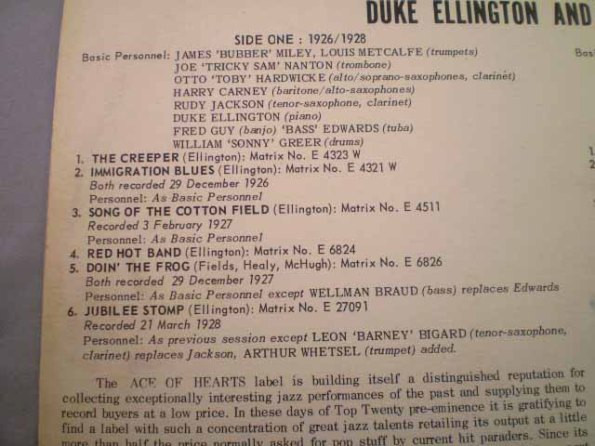 DUKE ELLINGTON AND
SIDE ONE : 1926/1928
Basic Personnel: JAMES 'BUBBER' MILEY, LOUIS METCALFE (trumpets)
JOE 'TRICKY SAM' NANTON (trombone)
OTTO 'TOBY' HARDWICKE (alto/soprano-saxophones, clarinet)
HARRY CARNEY (baritone/alto-saxophones)
RUDY JACKSON (tenor-saxophone, clarinet)
DUKE ELLINGTON (piano)
FRED GUY (banjo) 'BASS' EDWARDS (tuba)
WILLIAM 'SONNY' GREER (drums)
1. THE CREEPER (Ellington): Matrix No. E 4323 W
2. IMMIGRATION BLUES (Ellington): Matrix No. E 4321 W
Both recorded 29 December 1926
Personnel: As Basic Personnel
3. SONG OF THE COTTON FIELD (Ellington): Matrix No. E 4511
Recorded 3 February 1927
Personnel: As Basic Personnel
4. RED HOT BAND (Ellington): Matrix No. E 6824
5. DOIN' THE FROG (Fields, Healy, McHugh): Matrix No. E 6826
Both recorded 29 December 1927
Personnel: As Basic Personnel except WELLMAN BRAUD (bass) replaces Edwards
6. JUBILEE STOMP (Ellington): Matrix No. E 27091
Recorded 21 March 1928
Personnel: As previous session except LEON 'BARNEY' BIGARD (tenor-saxophone,
clarinet) replaces Jackson, ARTHUR WHETSEL (trumpet) added.
The ACE OF HEARTS label is building itself a distinguished reputation for
collecting exceptionally interesting jazz performances of the past and supplying them to
record buyers at a low price. In these days of Top Twenty pre-eminence it is gratifying to
find a label with such a concentration of great jazz talents retailing its output at a little
more than half the price normally asked for pop stuff by current hit paraders. Since its